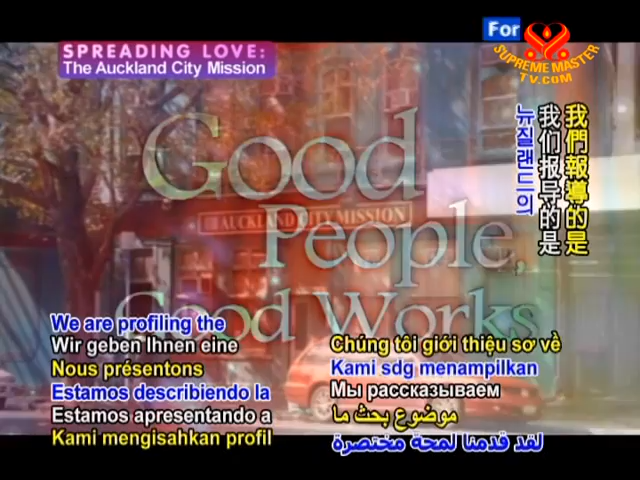 For
SUPREME MASTER
TV.COM
SPREADING LOVE:
The Auckland City Mission
Good
People,
Good Works
AUCKLAND CITY MISSION
我們報導的是
我们报导的是
뉴질랜드의
We are profiling the
Wir geben Ihnen eine
Nous présentons
Estamos describiendo la
Estamos apresentando a
Kami mengisahkan profil
Chúng tôi giới thiệu sơ về
Kami sdg menampilkan
Мы рассказываем
موضوع بحث ما
لقد قدمنا لمحة مختصرة